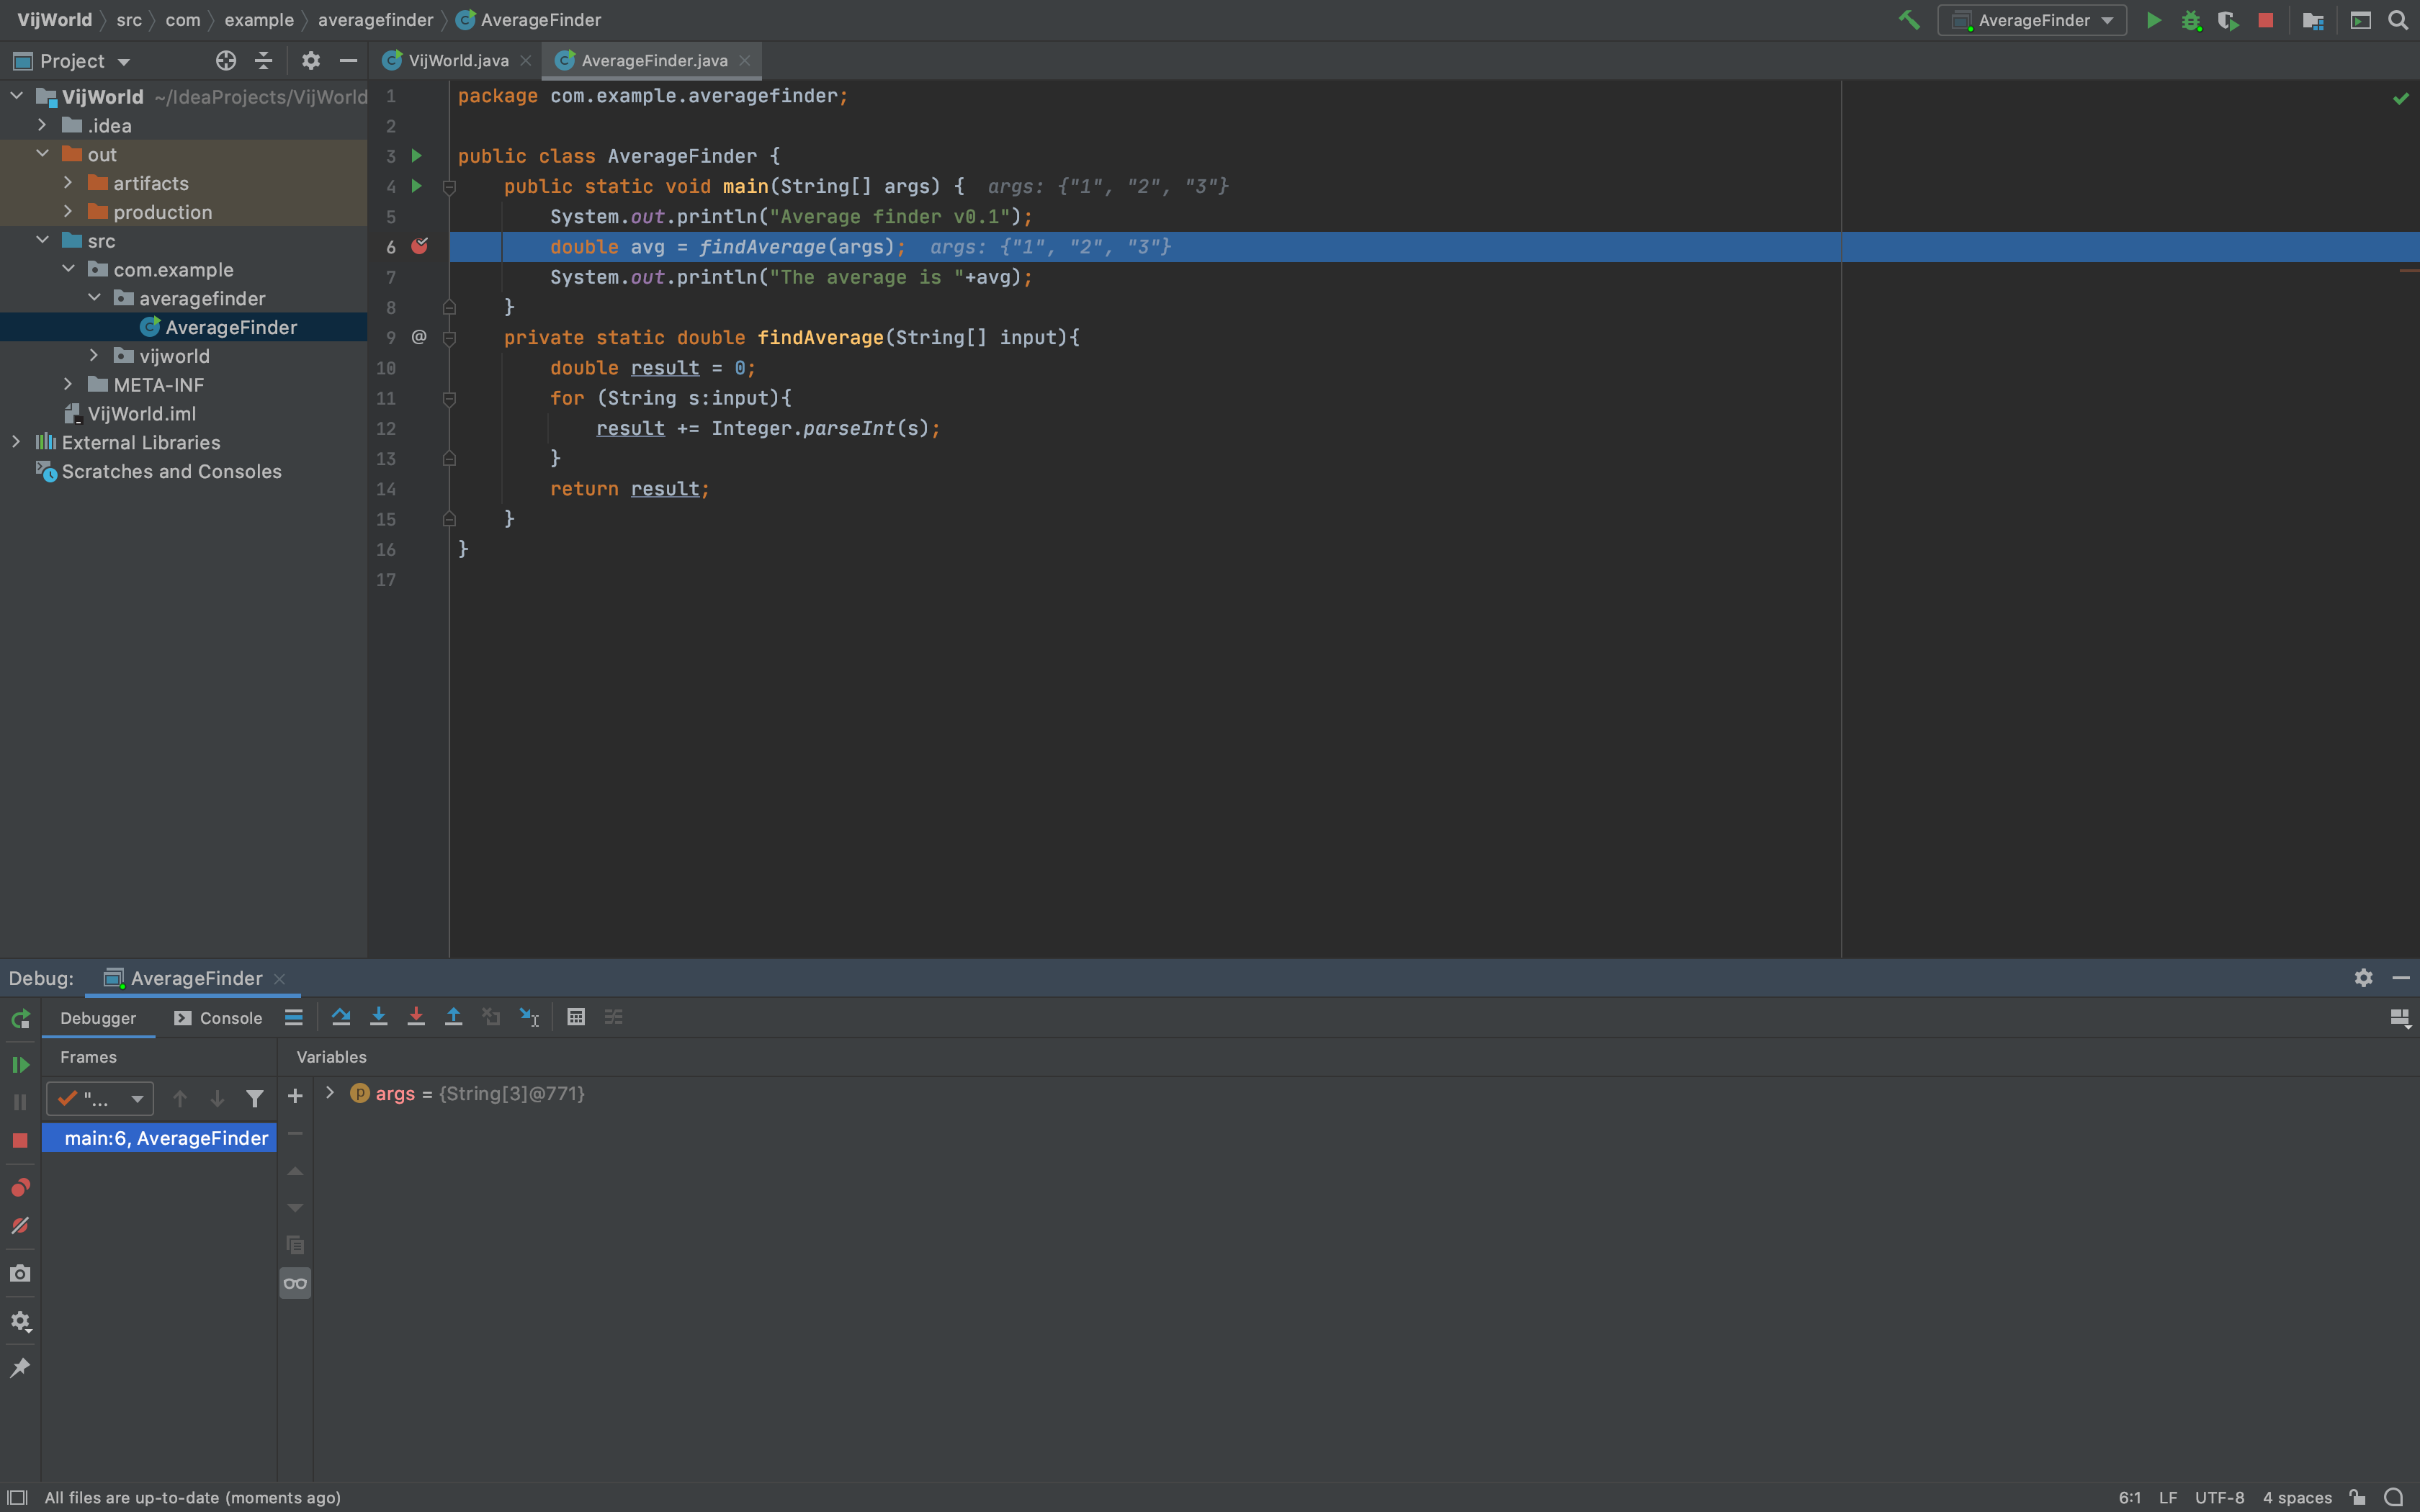 VijWorld src com example averagefinder AverageFinder
AverageFinder
Project
VijWorld.java
AverageFinder.java
VijWorld ~/IdeaProjects/VijWorld
.idea
out
artifacts
production
src
com.example
averagefinder
AverageFinder
vijworld
META-INF
VijWorld.iml
External Libraries
Scratches and Consoles
1 package com.example.averagefinder;
2
3 public class AverageFinder {
4 public static void main(String[] args) { args: {"1", "2", "3"}
5 System.out.println("Average finder v0.1");
6 double avg = findAverage(args); args: {"1", "2", "3"}
7 System.out.println("The average is "+avg);
8 }
9 @ private static double findAverage(String[] input){
10 double result = 0;
11 for (String s:input){
12 result += Integer.parseInt(s);
13 }
14 return result;
15 }
16 }
17
Debug: AverageFinder
Debugger Console
Frames Variables
"...
args = {String[3]@771}
main:6, AverageFinder
All files are up-to-date (moments ago)
6:1 LF UTF-8 4 spaces